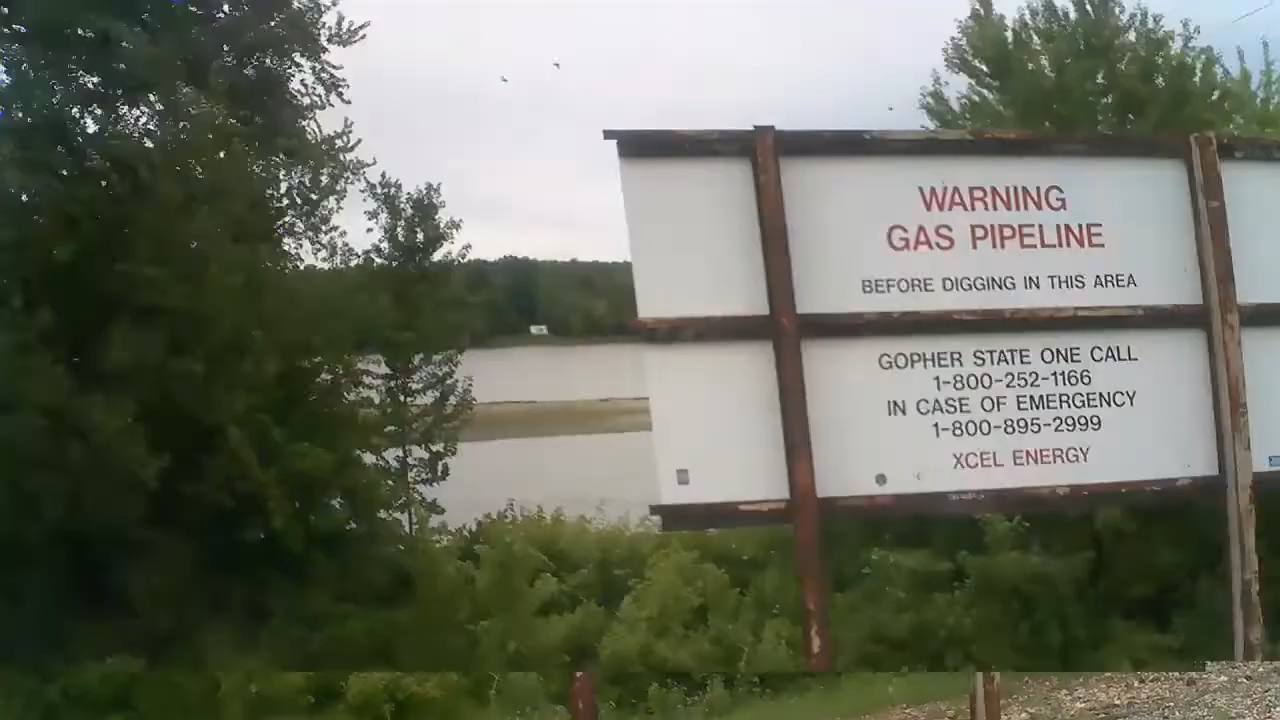 WARNING
GAS PIPELINE
BEFORE DIGGING IN THIS AREA
GOPHER STATE ONE CALL
1-800-252-1166
IN CASE OF EMERGENCY
1-800-895-2999
XCEL ENERGY